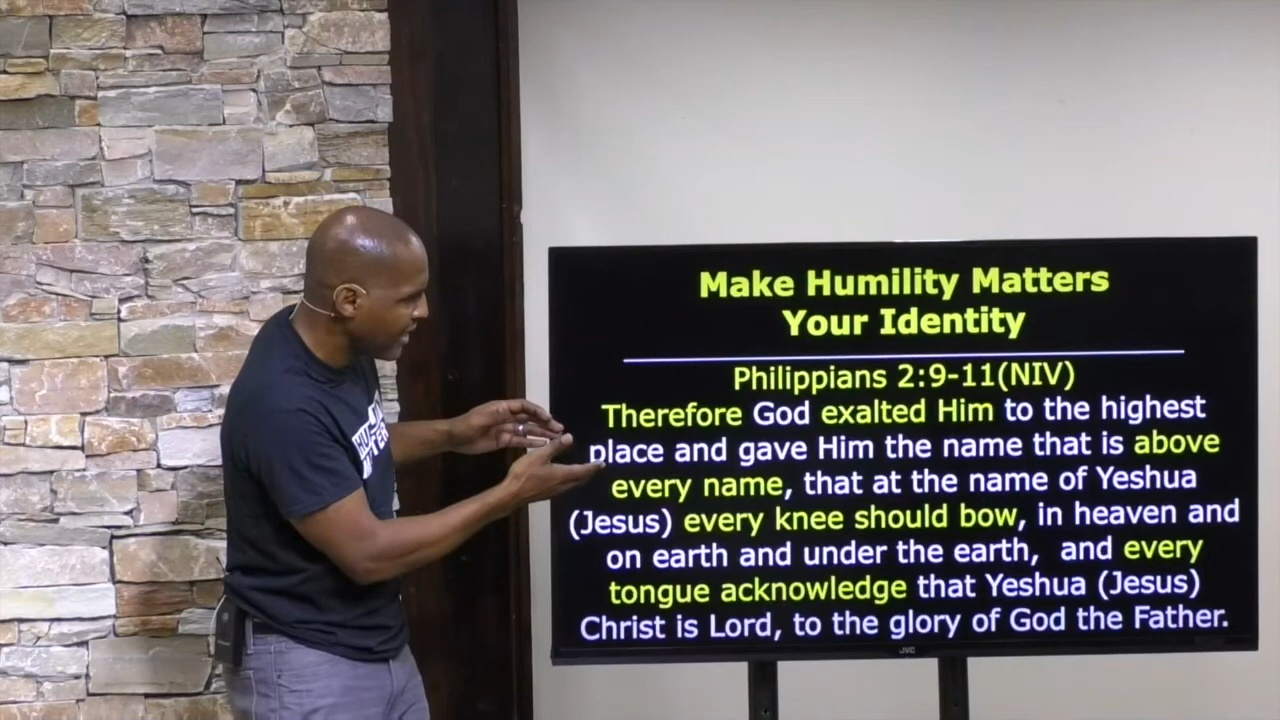 Make Humility Matters
Your Identity
Philippians 2:9-11(NIV)
Therefore God exalted Him to the highest
place and gave Him the name that is above
every name, that at the name of Yeshua
(Jesus) every knee should bow, in heaven and
on earth and under the earth, and every
tongue acknowledge that Yeshua (Jesus)
Christ is Lord, to the glory of God the Father.
JVC